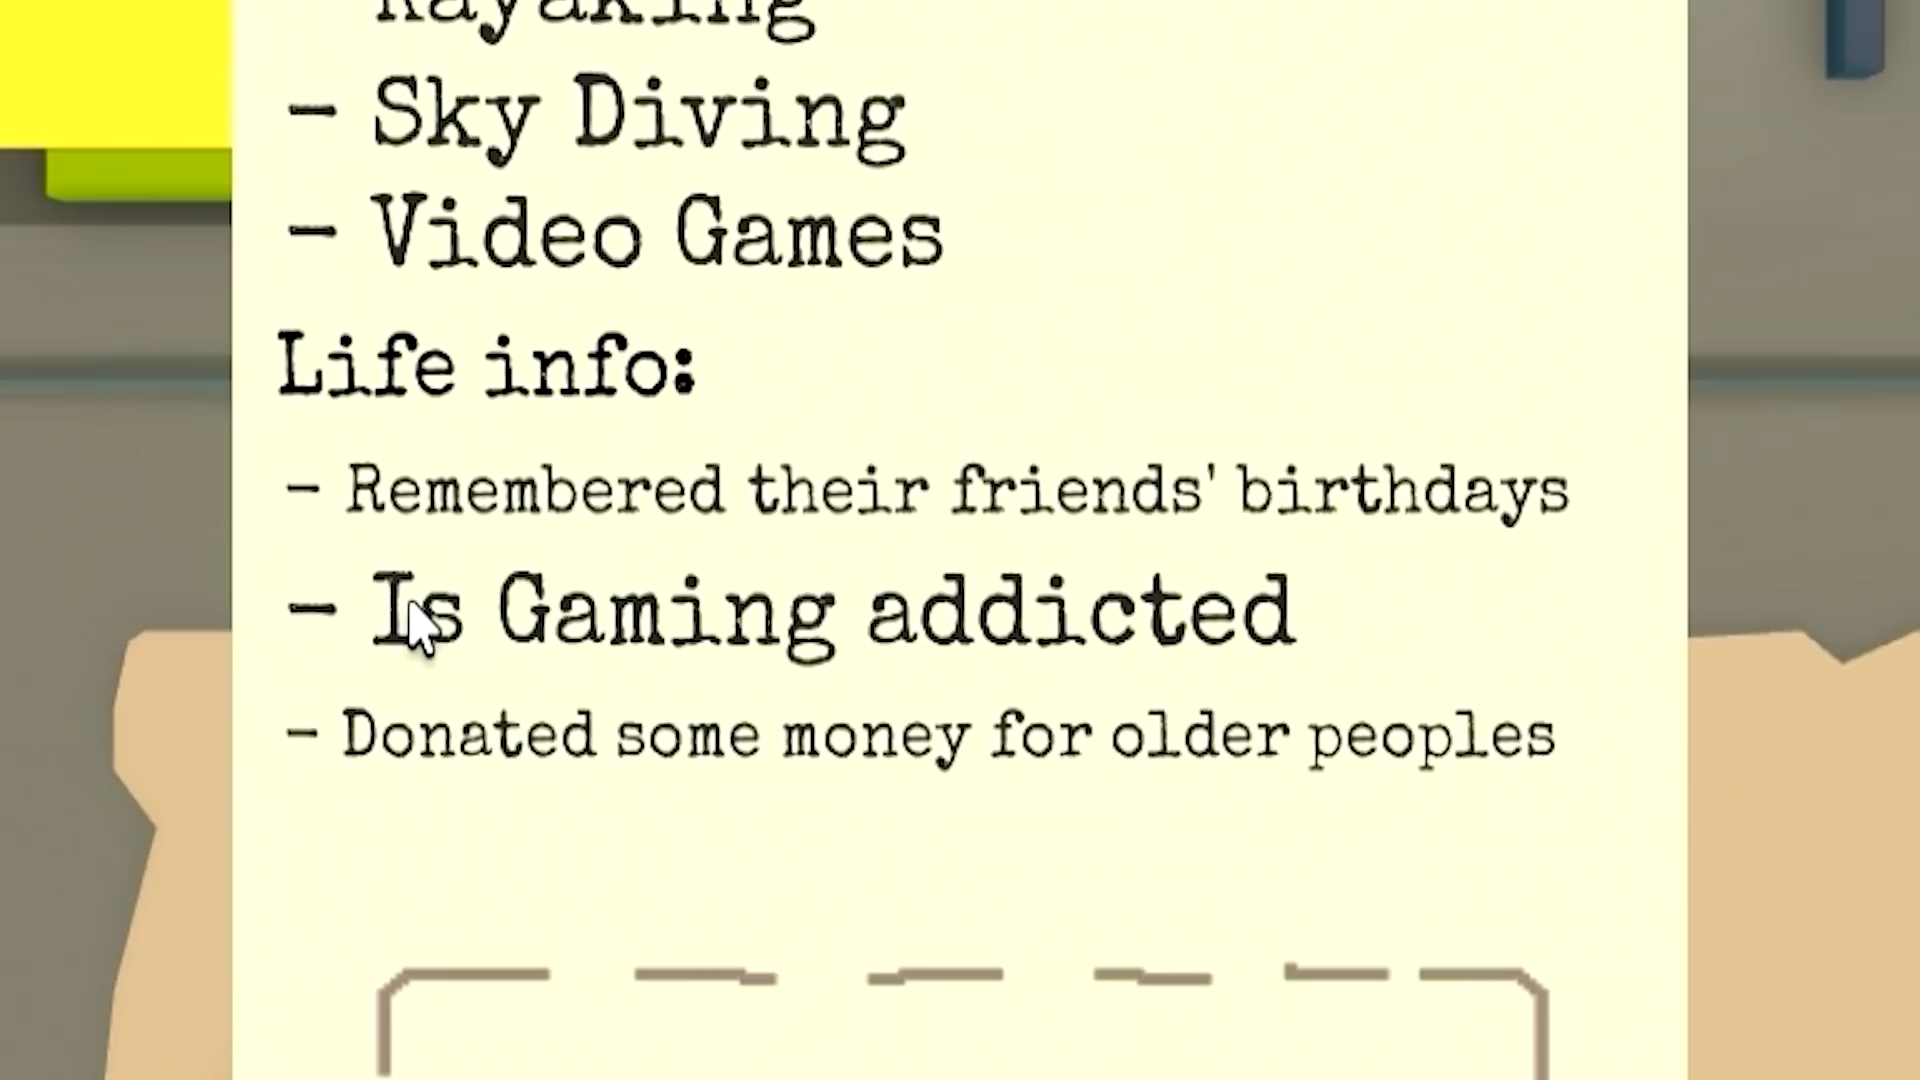 - Kayaking
- Sky Diving
- Video Games
Life info:
- Remembered their friends' birthdays
- Is Gaming addicted
- Donated some money for older peoples